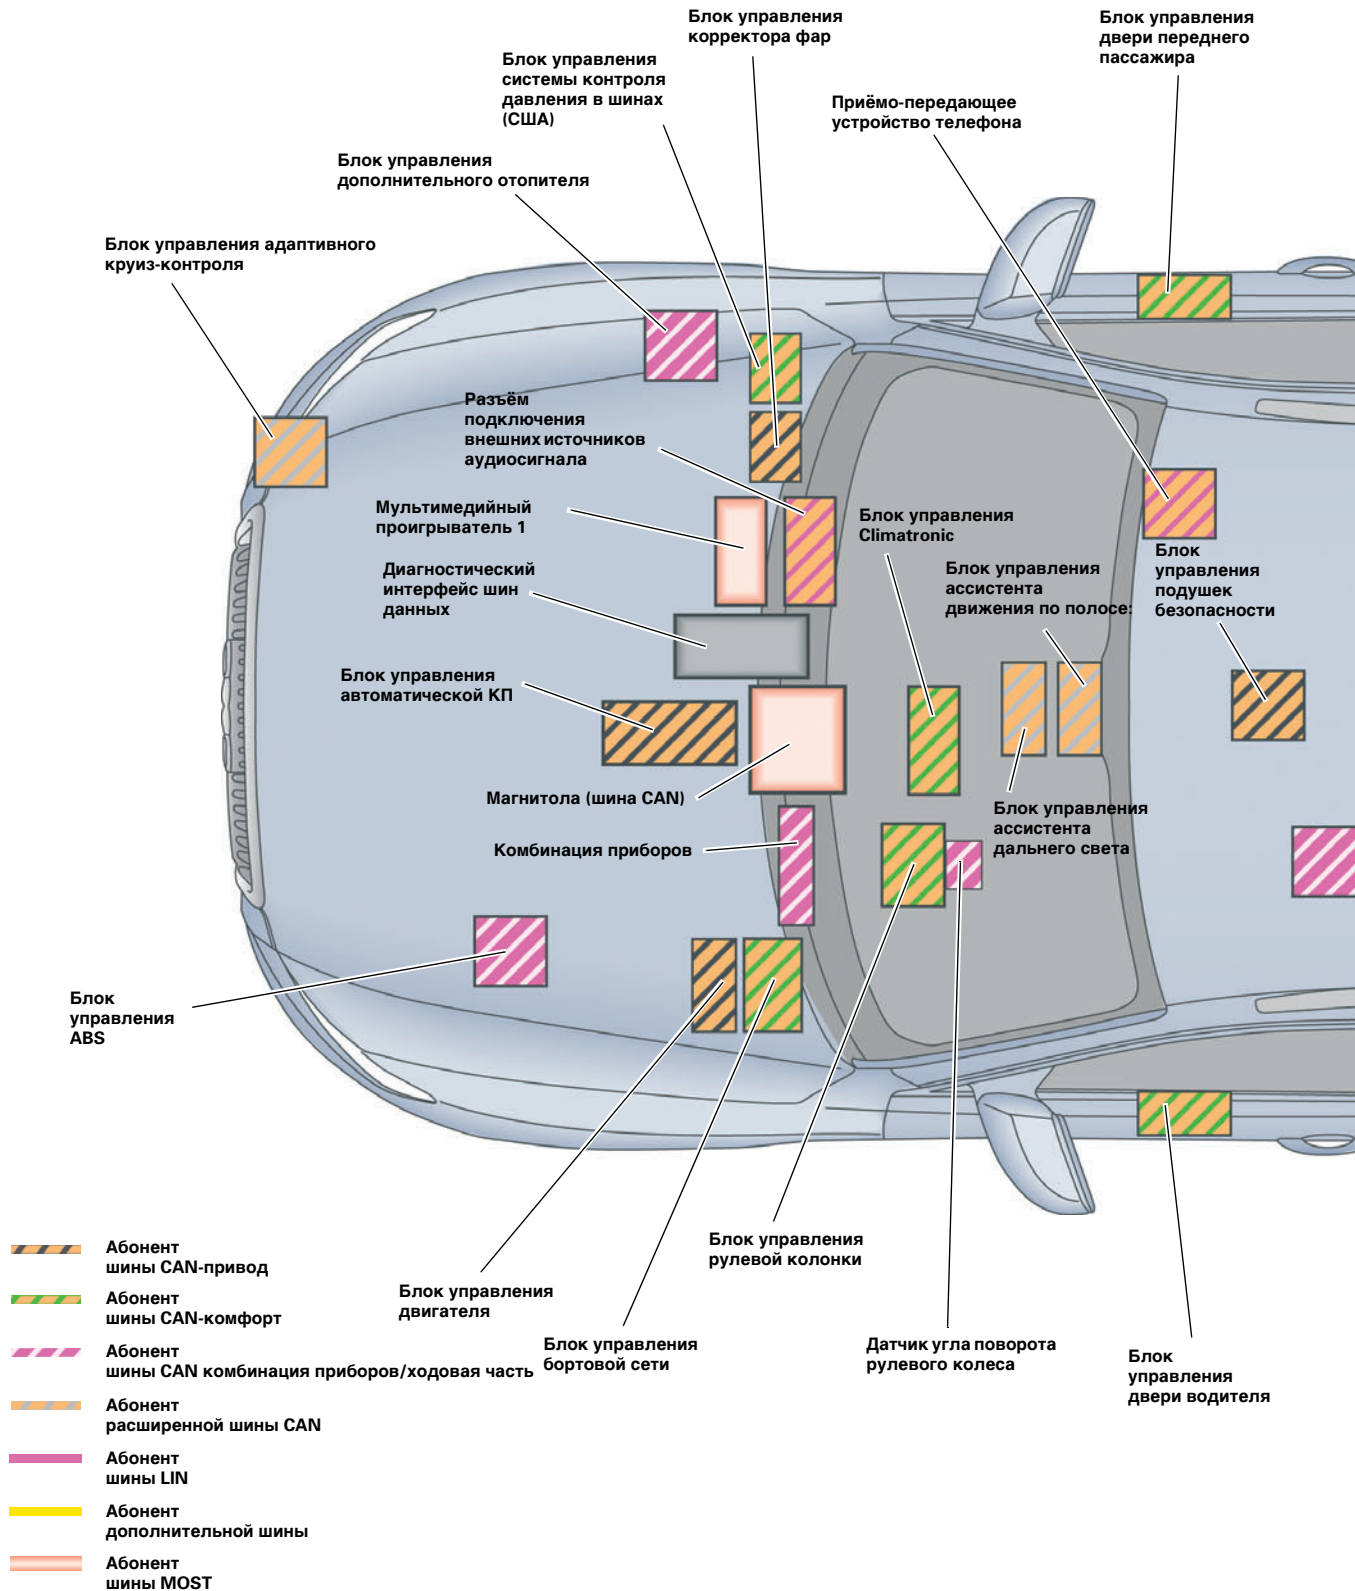 Блок управления
корректора фар
Блок управления
двери переднего
пассажира
Блок управления
системы контроля
давления в шинах
(США)
Приёмо-передающее
устройство телефона
Блок управления
дополнительного отопителя
Блок управления адаптивного
круиз-контроля
Разъём
подключения
внешних источников
аудиосигнала
Мультимедийный
проигрыватель 1
Блок управления
Climatronic
Диагностический
интерфейс шин
данных
Блок управления
ассистента
движения по полосе:
Блок
управления
подушек
безопасности
Блок управления
автоматической КП
Магнитола (шина CAN)
Блок управления
ассистента
дальнего света
Комбинация приборов
Блок
управления
ABS
Блок управления
рулевой колонки
Блок управления
двигателя
Блок управления
бортовой сети
Датчик угла поворота
рулевого колеса
Блок
управления
двери водителя
Абонент
шины CAN-привод
Абонент
шины CAN-комфорт
Абонент
шины CAN комбинация приборов/ходовая часть
Абонент
расширенной шины CAN
Абонент
шины LIN
Абонент
дополнительной шины
Абонент
шины MOST